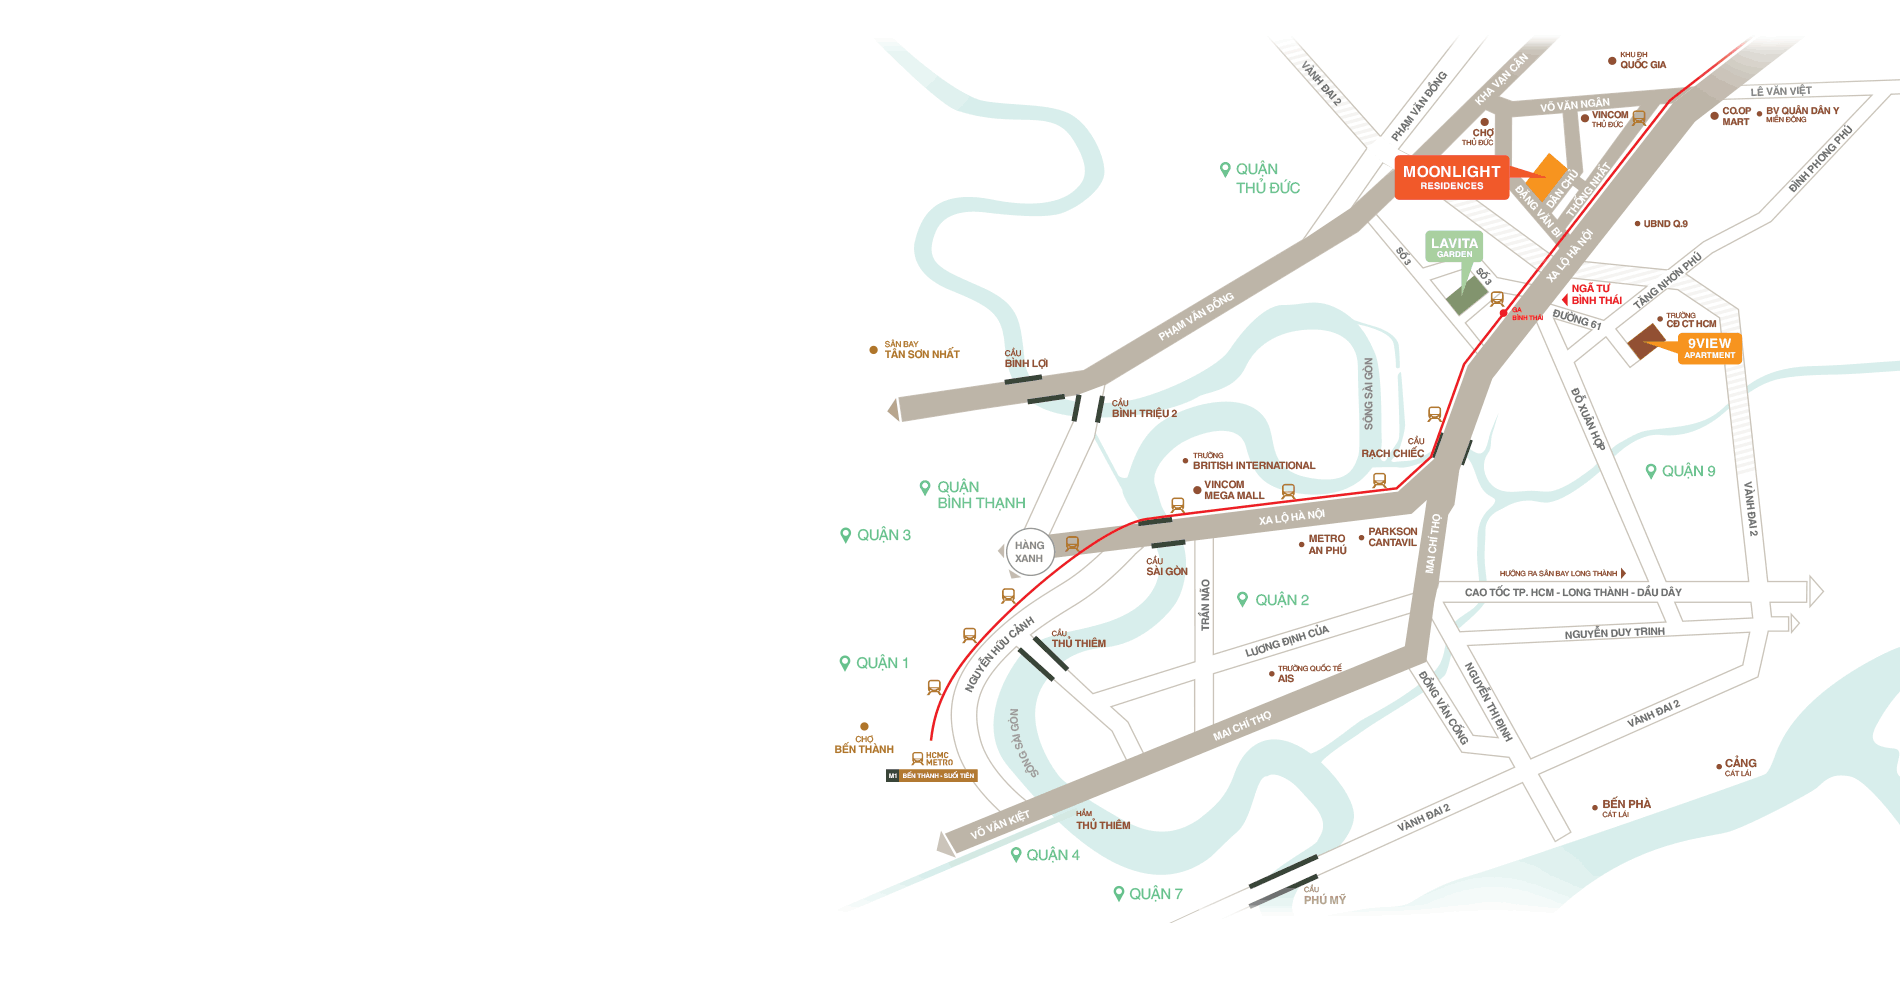 KHU ĐH
QUỐC GIA
VÀNH ĐAI 2
PHẠM VĂN ĐỒNG
KHA VẠN CÂN
VÕ VĂN NGÂN
LÊ VĂN VIỆT
CHỢ
THỦ ĐỨC
VINCOM
THỦ ĐỨC
CO.OP
MART
BV QUÂN DÂN Y
MIỀN ĐÔNG
ĐÌNH PHONG PHÚ
QUẬN
THỦ ĐỨC
MOONLIGHT
RESIDENCES
DÂN CHỦ
THỐNG NHẤT
ĐẶNG VĂN BI
UBND Q.9
LAVITA
GARDEN
SỐ 3
SỐ 3
XA LỘ HÀ NỘI
TĂNG NHƠN PHÚ
NGÃ TƯ
BÌNH THÁI
GA
BÌNH THÁI
ĐƯỜNG 61
TRƯỜNG
CĐ CT HCM
9VIEW
APARTMENT
PHẠM VĂN ĐỒNG
SÂN BAY
TÂN SƠN NHẤT
CẦU
BÌNH LỢI
CẦU
BÌNH TRIỆU 2
SÔNG SÀI GÒN
ĐỖ XUÂN HỢP
CẦU
RẠCH CHIẾC
TRƯỜNG
BRITISH INTERNATIONAL
VINCOM
MEGA MALL
QUẬN 9
QUẬN
BÌNH THẠNH
VÀNH ĐAI 2
XA LỘ HÀ NỘI
QUẬN 3
HÀNG
XANH
METRO
AN PHÚ
PARKSON
CANTAVIL
MAI CHÍ THỌ
CẦU
SÀI GÒN
HƯỚNG RA SÂN BAY LONG THÀNH
CAO TỐC TP. HCM - LONG THÀNH - DẦU DÂY
TRẦN NÃO
QUẬN 2
NGUYỄN DUY TRINH
LƯƠNG ĐỊNH CỦA
NGUYỄN HỮU CẢNH
CẦU
THỦ THIÊM
QUẬN 1
TRƯỜNG QUỐC TẾ
AIS
ĐỒNG VĂN CỐNG
NGUYỄN THỊ ĐỊNH
VÀNH ĐAI 2
MAI CHÍ THỌ
SÔNG SÀI GÒN
CHỢ
BẾN THÀNH
HCMC
METRO
M1 BẾN THÀNH - SUỐI TIÊN
CẢNG
CÁT LÁI
BẾN PHÀ
CÁT LÁI
VÀNH ĐAI 2
VÕ VĂN KIỆT
HẦM
THỦ THIÊM
QUẬN 4
QUẬN 7
CẦU
PHÚ MỸ